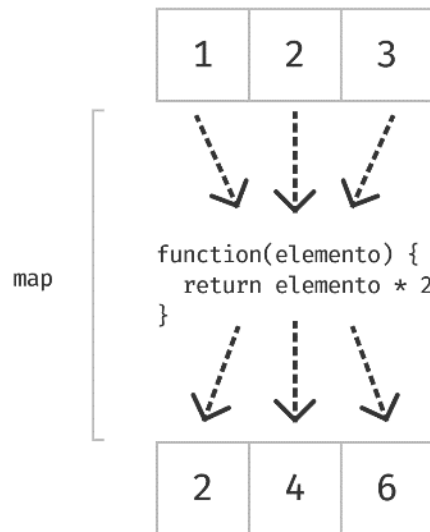 1 2 3
function(elemento) {
map
return elemento * 2
}
2 4 6